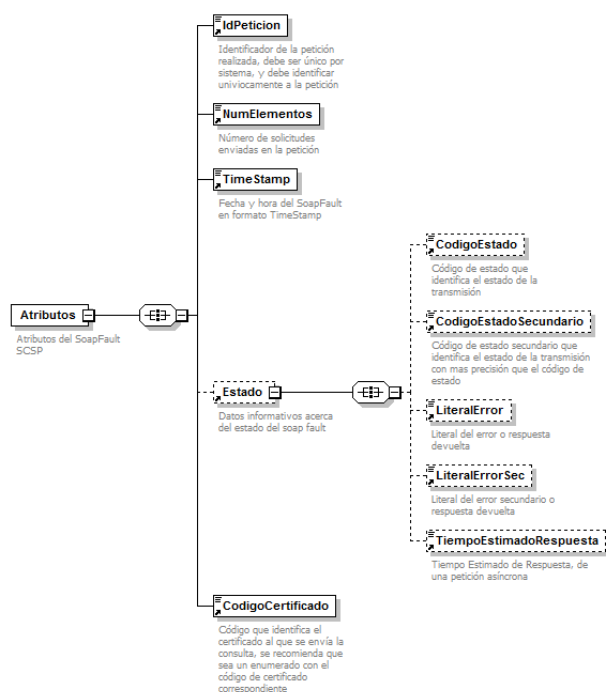 IdPeticion
Identificador de la petición
realizada, debe ser único por
sistema, y debe identificar
univiocamente a la petición
NumElementos
Número de solicitudes
enviadas en la petición
TimeStamp
Fecha y hora del SoapFault
en formato TimeStamp
Atributos
Atributos del SoapFault
SCSP
Estado
Datos informativos acerca
del estado del soap fault
CodigoEstado
Código de estado que
identifica el estado de la
transmisión
CodigoEstadoSecundario
Código de estado secundario que
identifica el estado de la transmisión
con mas precisión que el código de
estado
LiteralError
Literal del error o respuesta
devuelta
LiteralErrorSec
Literal del error secundario o
respuesta devuelta
TiempoEstimadoRespuesta
Tiempo Estimado de Respuesta, de
una petición asíncrona
CodigoCertificado
Código que identifica el
certificado al que se envía la
consulta, se recomienda que
sea un enumerado con el
código de certificado
correspondiente